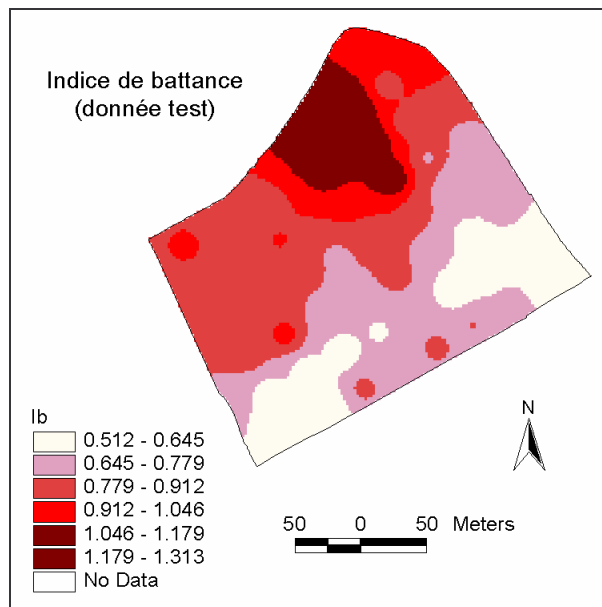 Indice de battance
(donnée test)
Ib
0.512 - 0.645
0.645 - 0.779
0.779 - 0.912
0.912 - 1.046
1.046 - 1.179
1.179 - 1.313
No Data
N
50 0 50 Meters